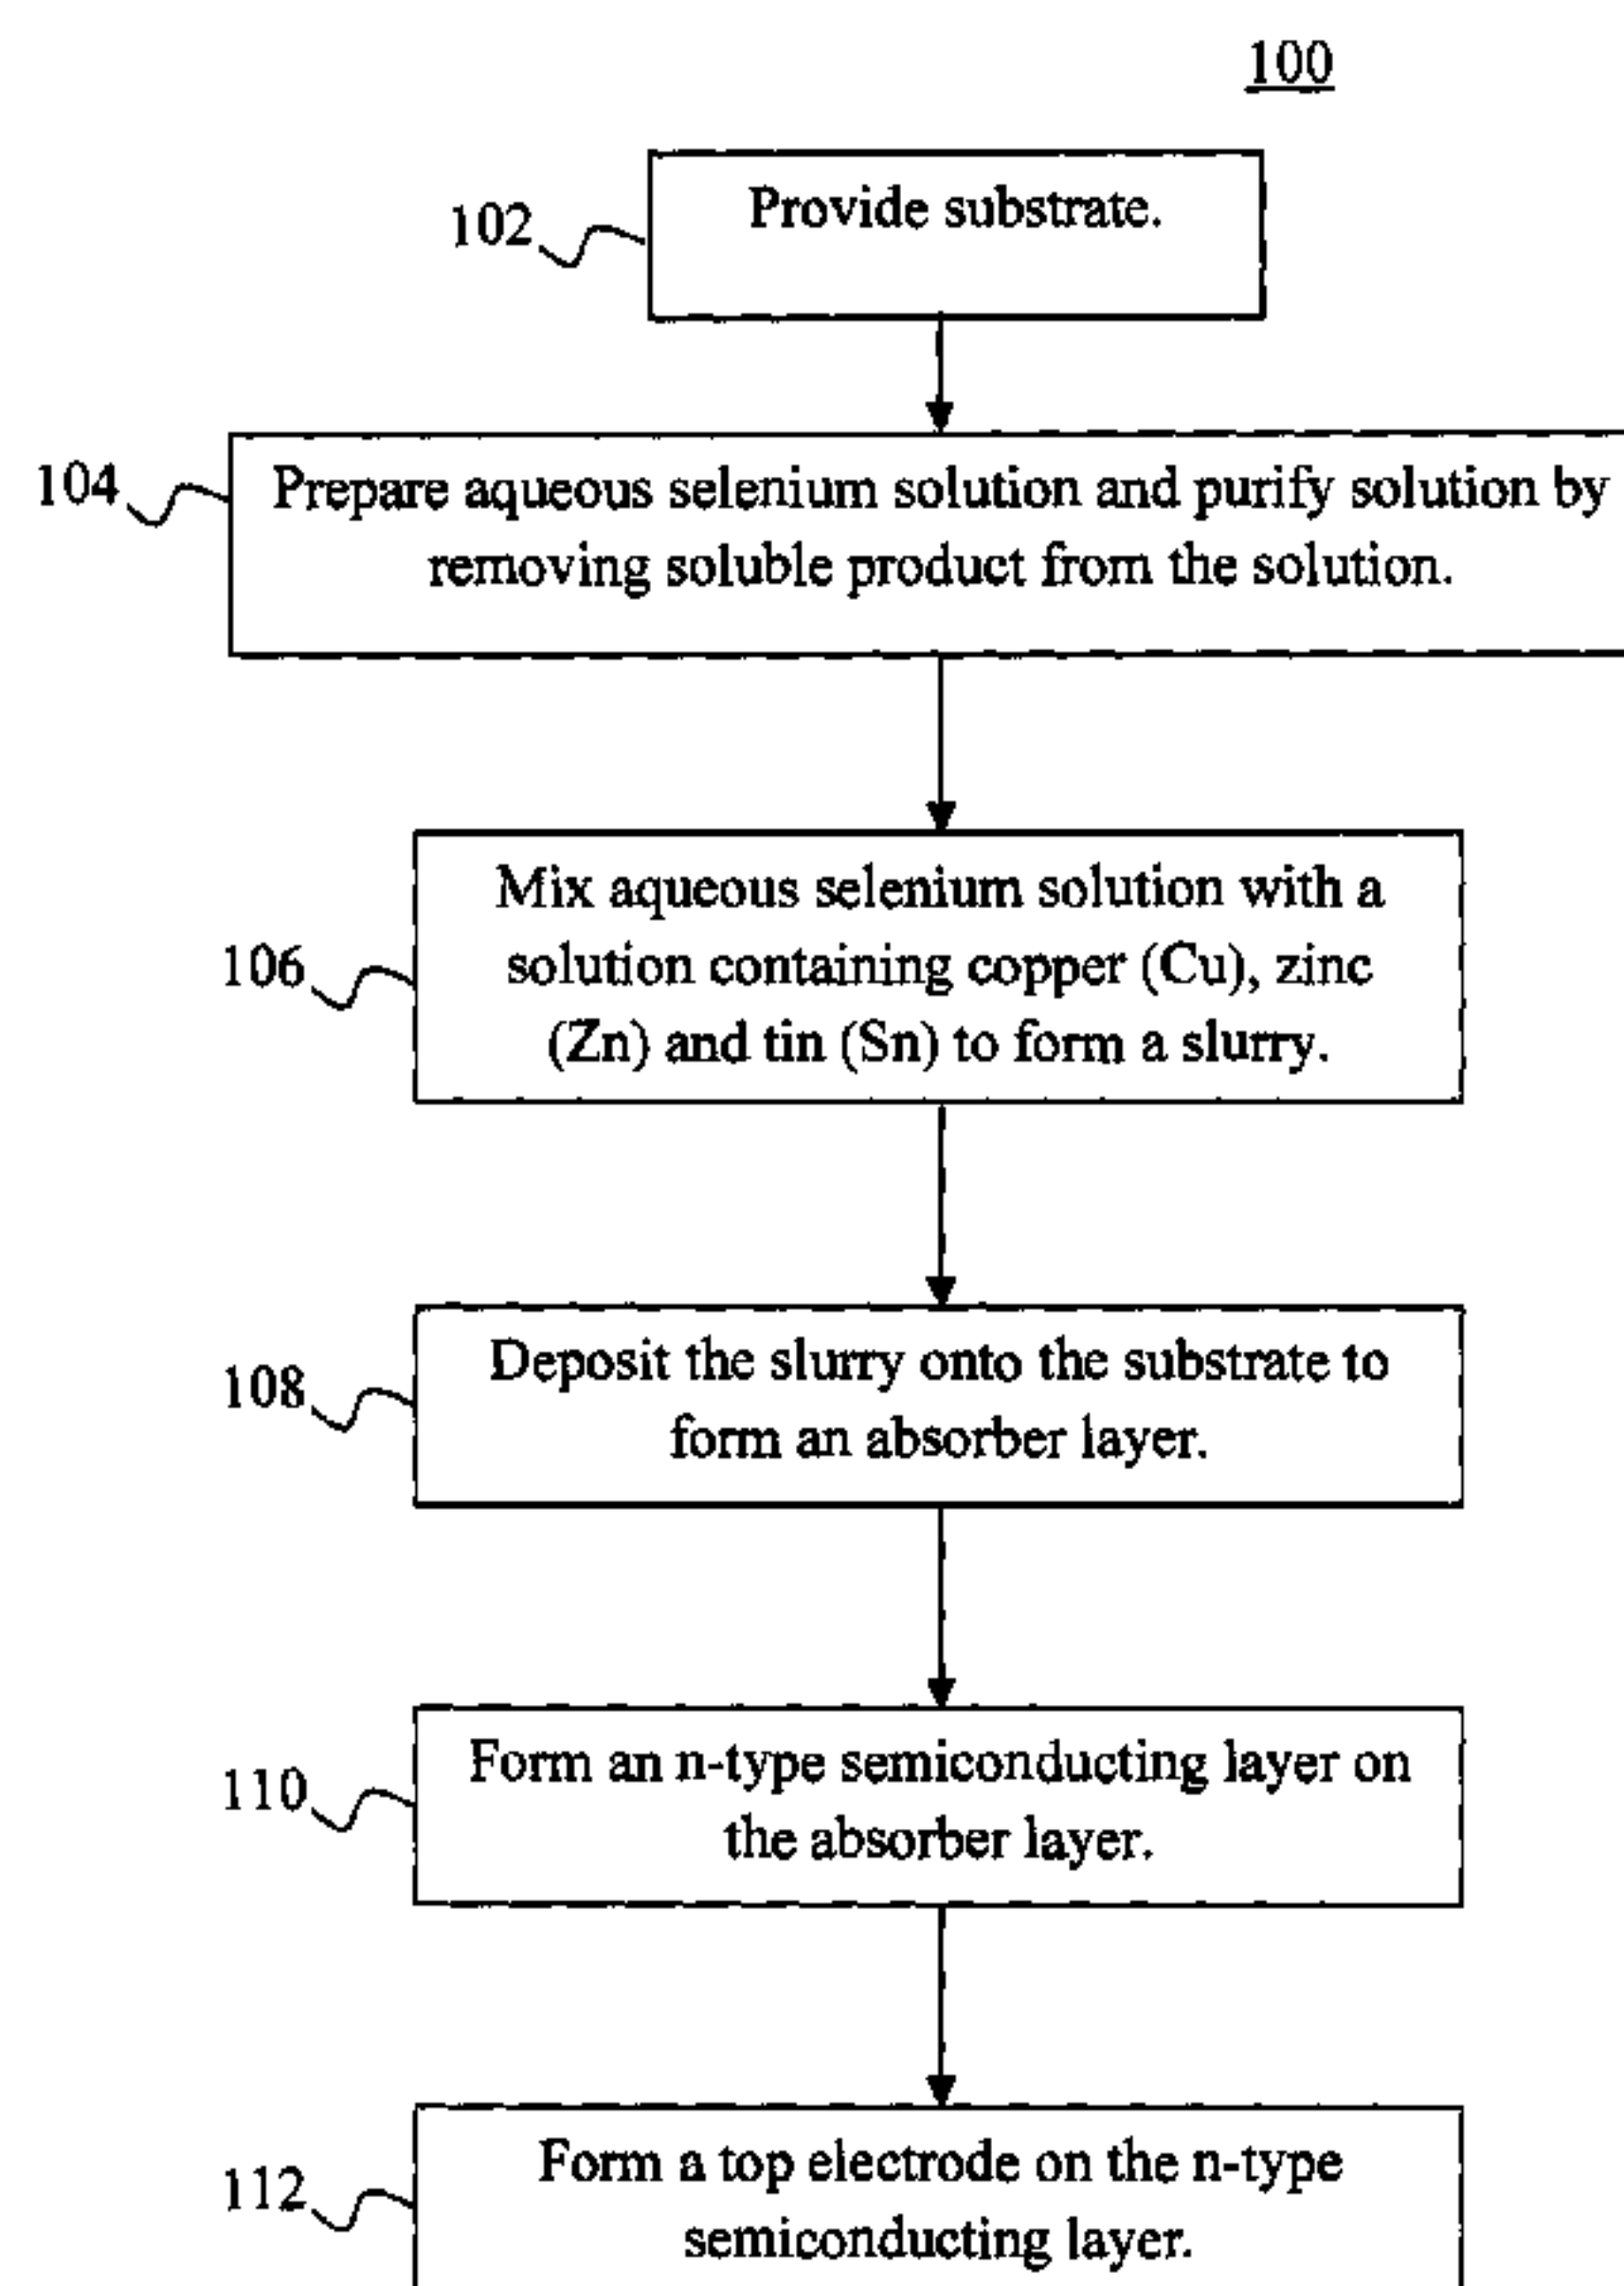 100
102
Provide substrate.
104
Prepare aqueous selenium solution and purify solution by
removing soluble product from the solution.
106
Mix aqueous selenium solution with a
solution containing copper (Cu), zinc
(Zn) and tin (Sn) to form a slurry.
108
Deposit the slurry onto the substrate to
form an absorber layer.
110
Form an n-type semiconducting layer on
the absorber layer.
112
Form a top electrode on the n-type
semiconducting layer.